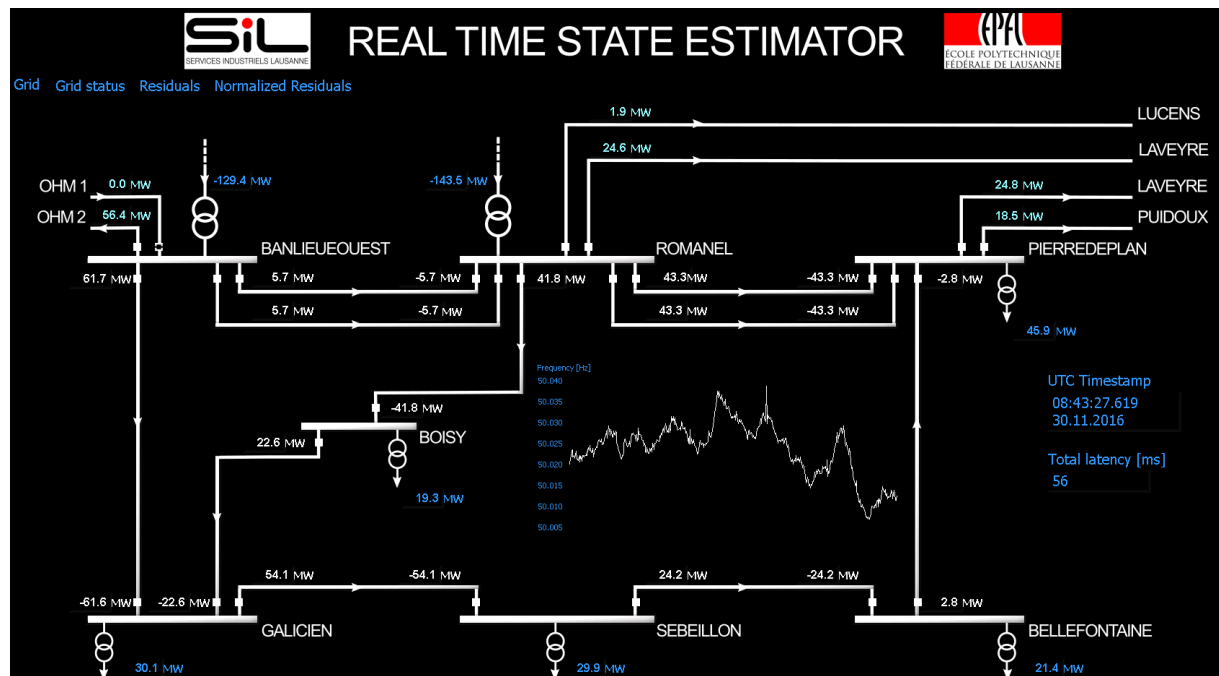 SiL
SERVICES INDUSTRIELS LAUSANNE
REAL TIME STATE ESTIMATOR
EPFL
ÉCOLE POLYTECHNIQUE
FÉDÉRALE DE LAUSANNE
Grid Grid status Residuals Normalized Residuals
1.9 MW
LUCENS
24.6 MW
LAVEYRE
-129.4 MW
-143.5 MW
OHM 1 0.0 MW
24.8 MW
LAVEYRE
OHM 2 56.4 MW
18.5 MW
PUIDOUX
BANLIEUEOUEST
ROMANEL
PIERREDEPLAN
61.7 MW
5.7 MW
-5.7 MW
41.8 MW
43.3MW
-43.3 MW
-2.8 MW
5.7 MW
-5.7 MW
43.3 MW
-43.3 MW
45.9 MW
Frequency [Hz]
50.040
50.035
50.030
50.025
50.020
50.015
50.010
50.005
UTC Timestamp
08:43:27.619
30.11.2016
Total latency [ms]
56
-41.8 MW
22.6 MW
BOISY
19.3 MW
54.1 MW
-54.1 MW
24.2 MW
-24.2 MW
-61.6 MW
-22.6 MW
2.8 MW
GALICIEN
SEBEILLON
BELLEFONTAINE
30.1 MW
29.9 MW
21.4 MW